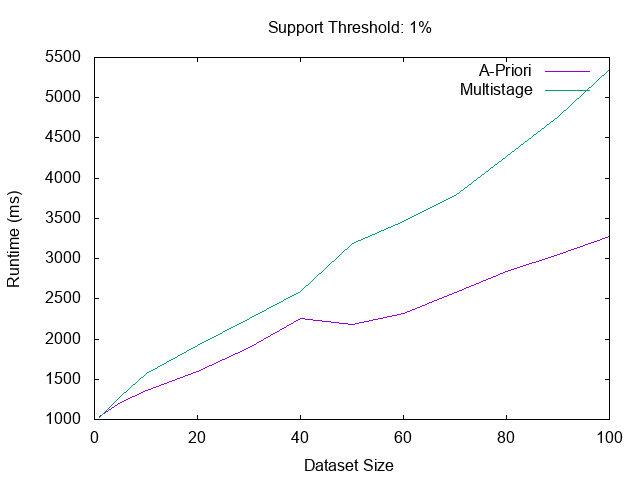 Support Threshold: 1%
5500
5000
4500
4000
3500
3000
2500
2000
1500
1000
A-Priori
Multistage
Runtime (ms)
0 20 40 60 80 100
Dataset Size